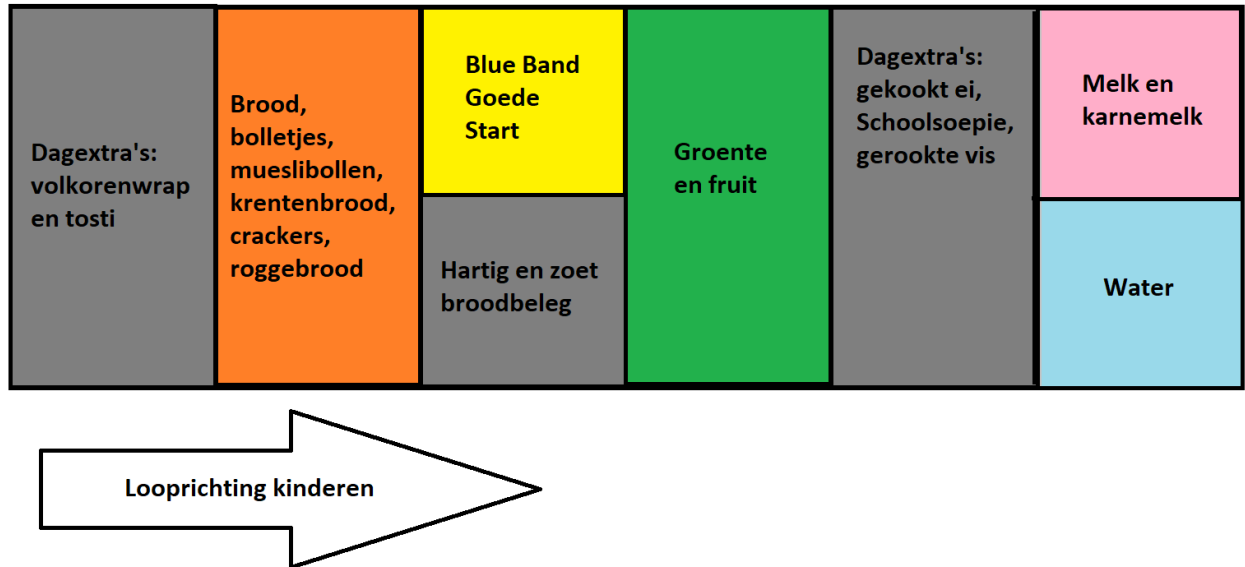 Dagextra's:
volkorenwrap
en tosti
Brood,
bolletjes,
mueslibollen,
krentenbrood,
crackers,
roggebrood
Blue Band
Goede
Start
Hartig en zoet
broodbeleg
Groente
en fruit
Dagextra's:
gekookt ei,
Schoolsoepie,
gerookte vis
Melk en
karnemelk
Water
Looprichting kinderen